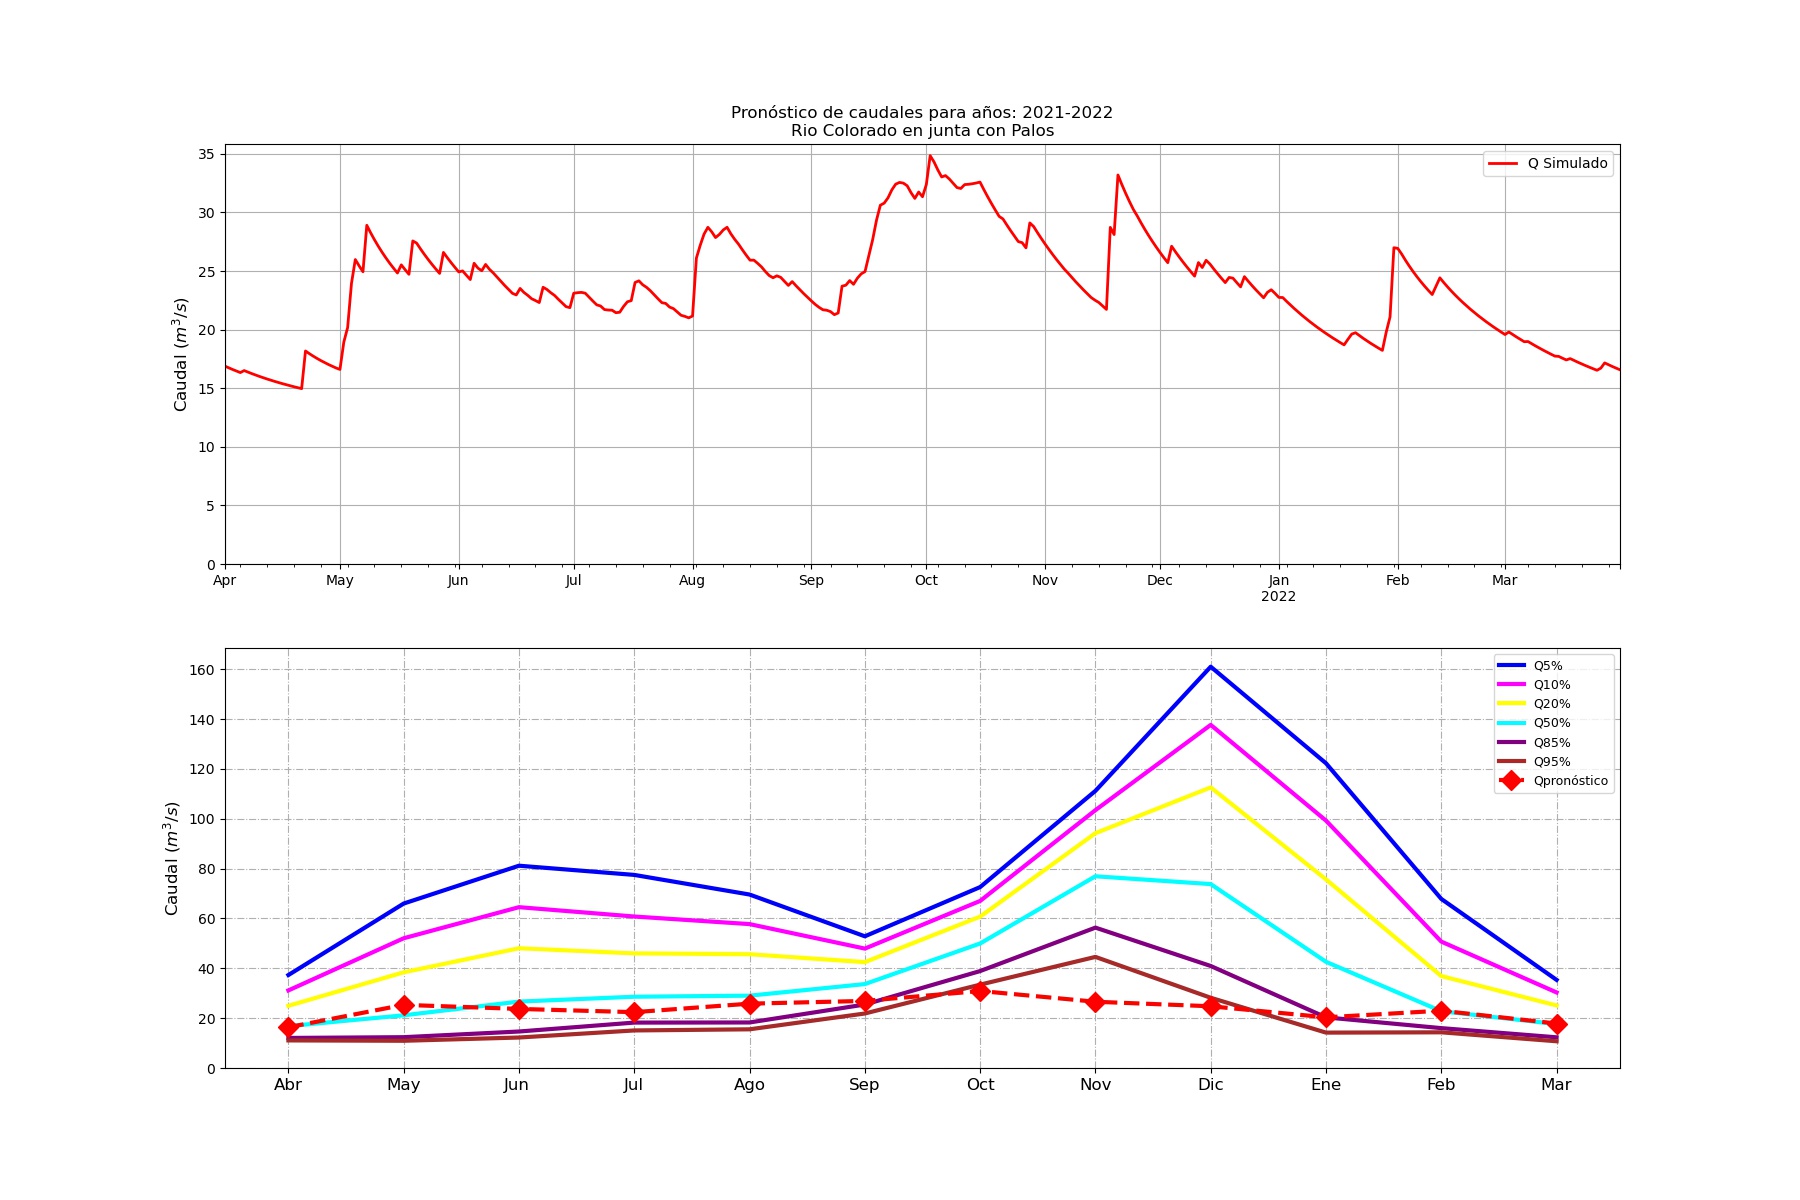 Pronóstico de caudales para años: 2021-2022
Rio Colorado en junta con Palos
35
30
25
20
15
10
5
0
Caudal (m³/s)
Q Simulado
Apr May Jun Jul Aug Sep Oct Nov Dec Jan Feb Mar
2022
160
140
120
100
80
60
40
20
0
Caudal (m³/s)
Q5%
Q10%
Q20%
Q50%
Q85%
Q95%
Qpronóstico
Abr May Jun Jul Ago Sep Oct Nov Dic Ene Feb Mar